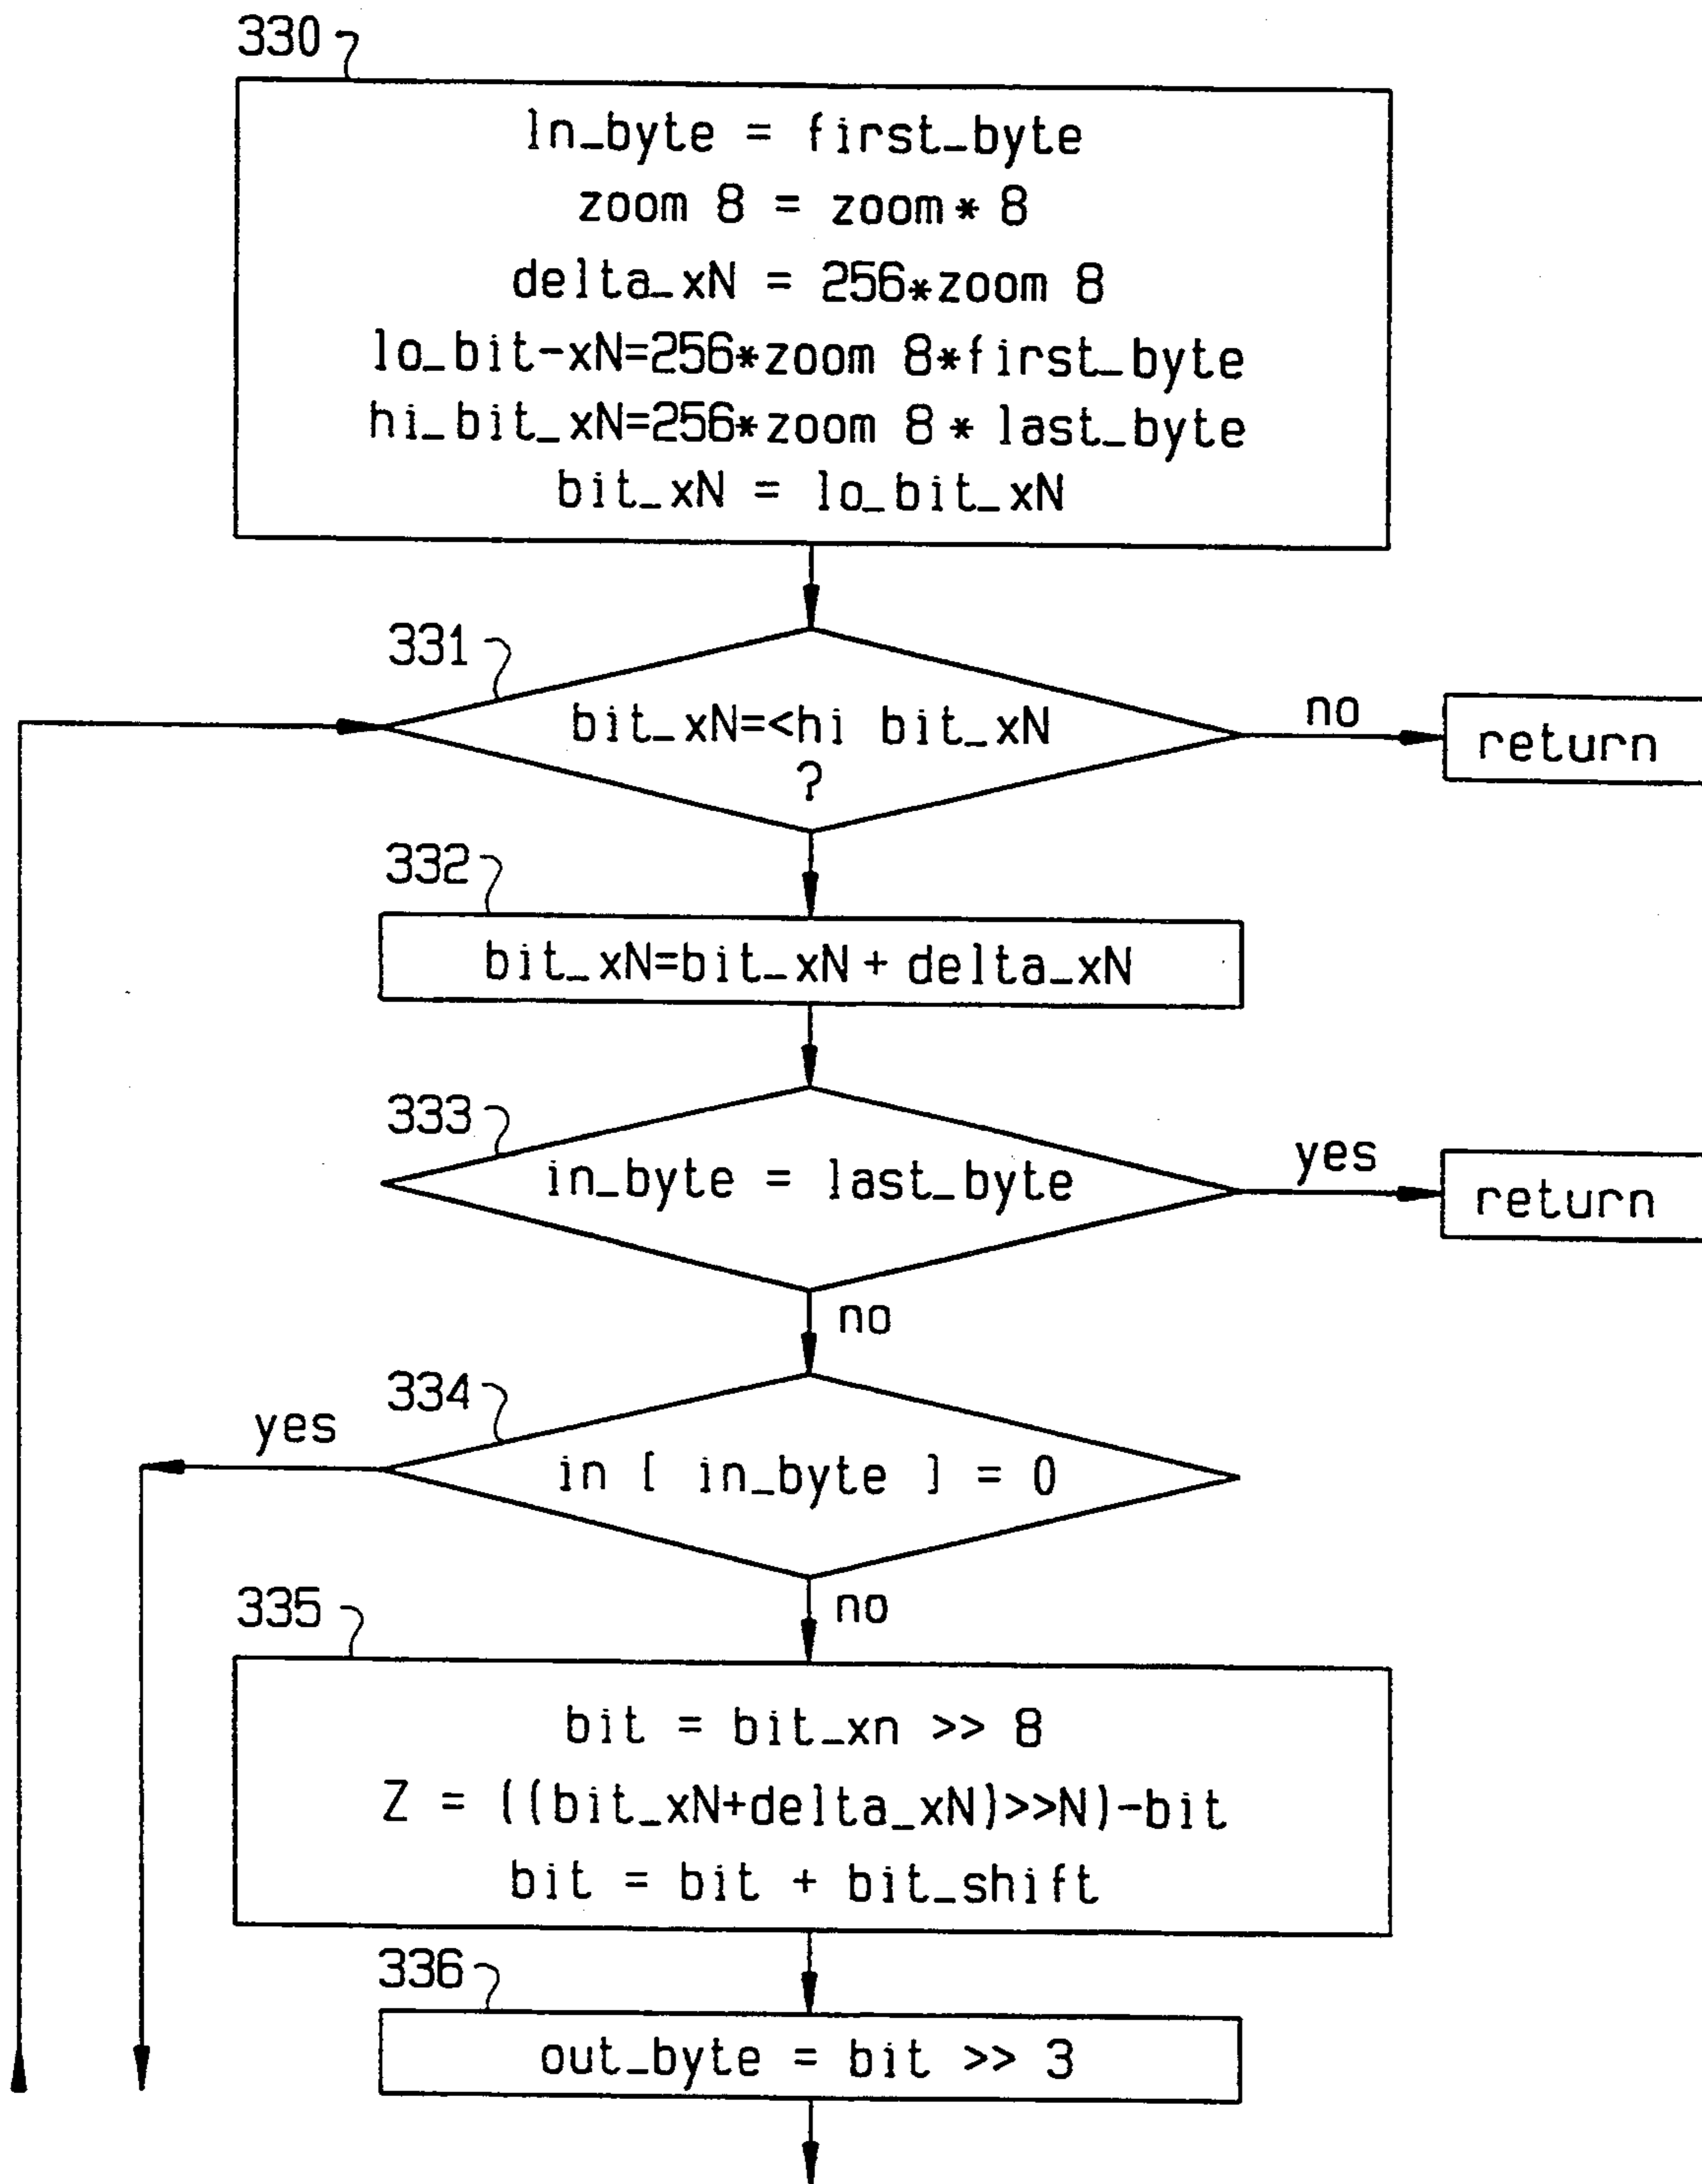 330
ln_byte = first_byte
zoom 8 = zoom* 8
delta_xN = 256*zoom 8
lo_bit-xN=256*zoom 8*first_byte
hi_bit_xN=256*zoom 8 * last_byte
bit_xN = lo_bit_xN
331
bit_xN=<hi bit_xN
?
no
return
332
bit_xN=bit_xN + delta_xN
333
in_byte = last_byte
yes
return
no
334
yes
in [ in_byte ] = 0
no
335
bit = bit_xn >> 8
Z = ((bit_xN+delta_xN)>>N)-bit
bit = bit + bit_shift
336
out_byte = bit >> 3